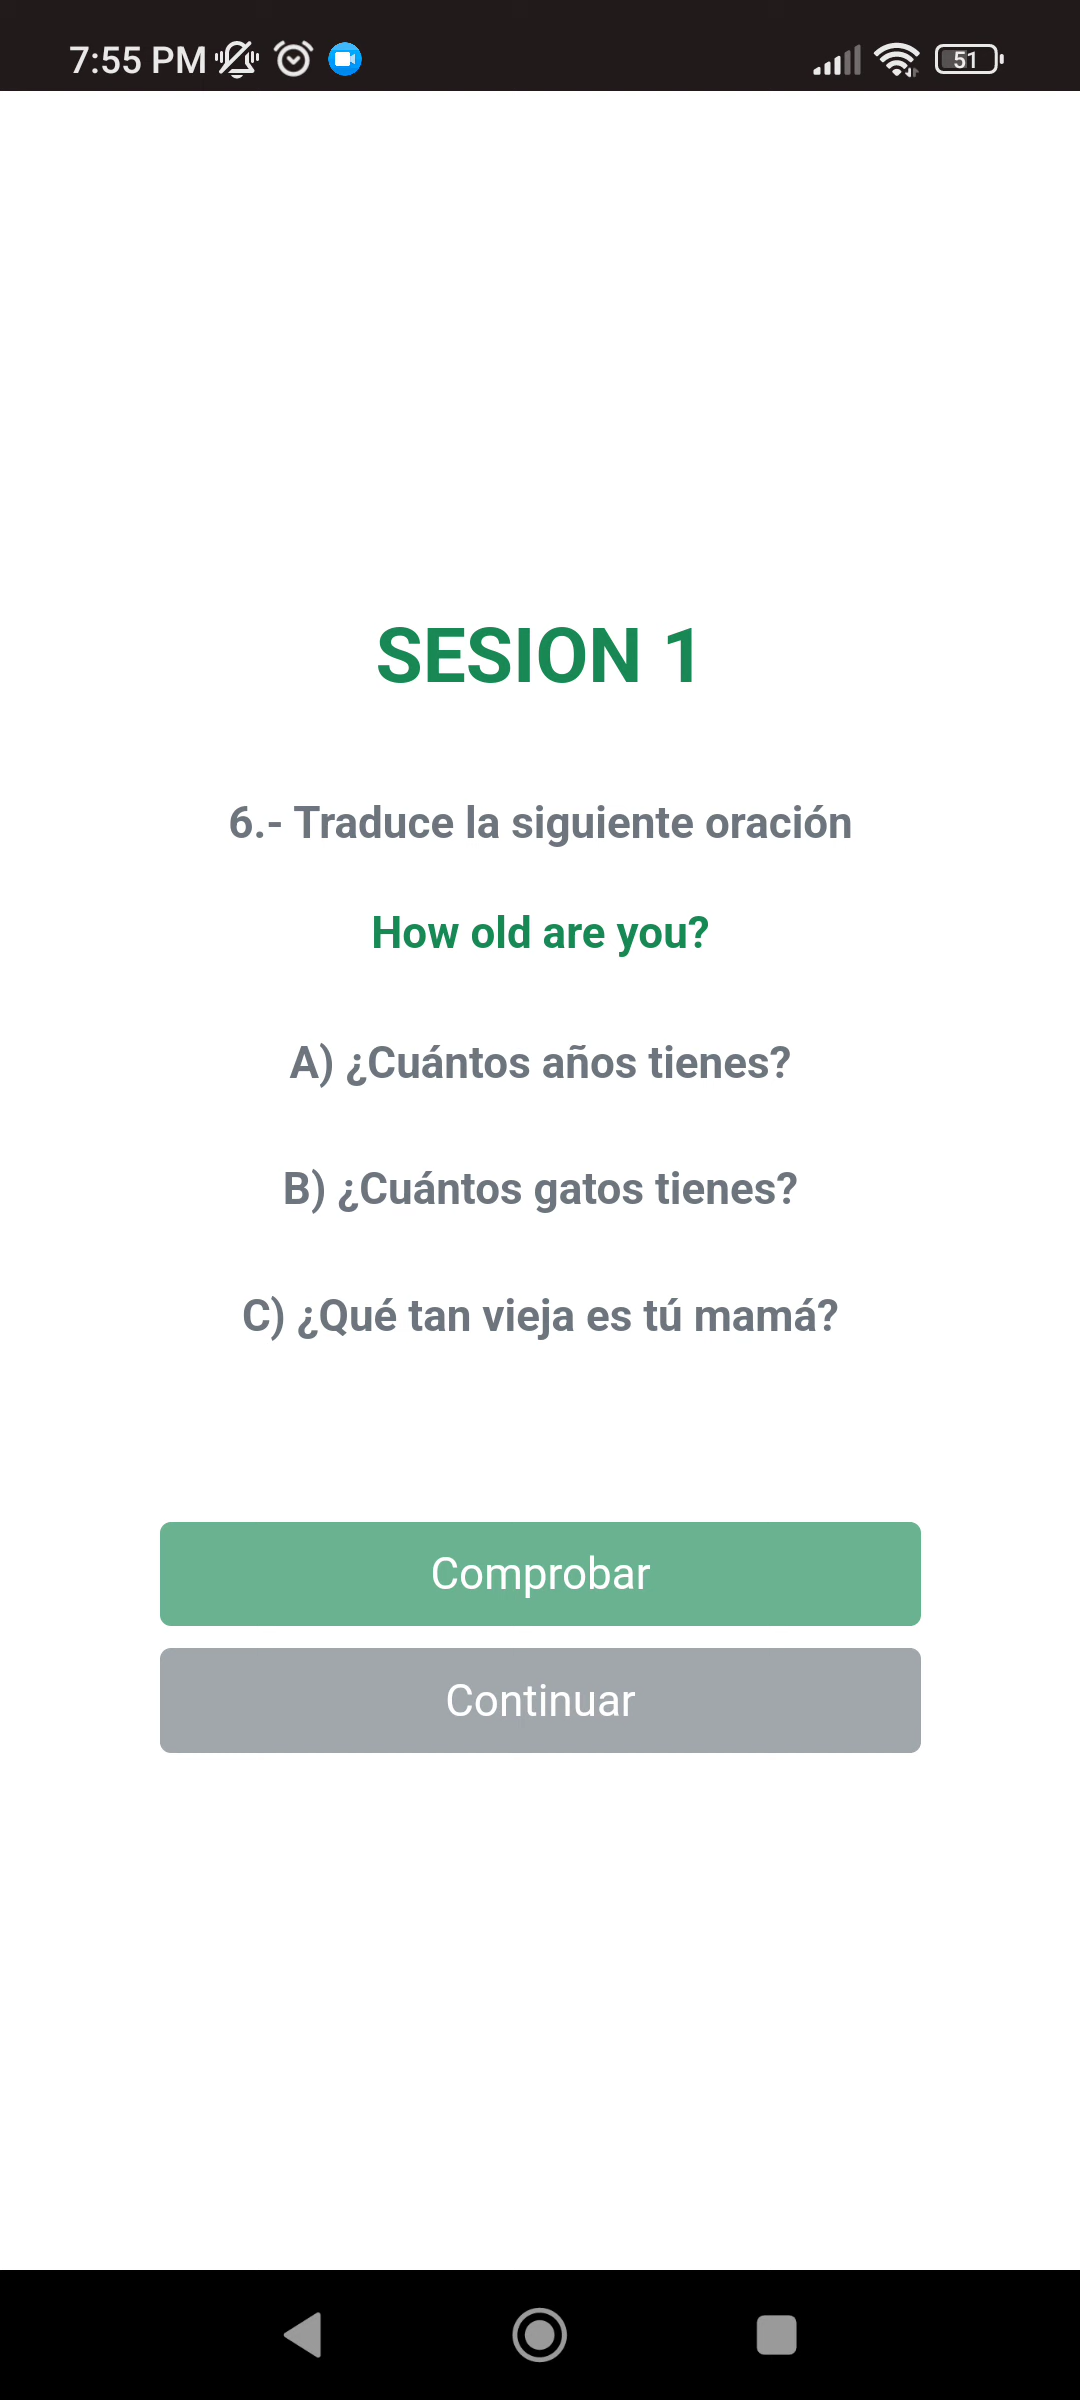 7:55 PM 51
SESION 1
6.- Traduce la siguiente oración
How old are you?
A) ¿Cuántos años tienes?
B) ¿Cuántos gatos tienes?
C) ¿Qué tan vieja es tú mamá?
Comprobar
Continuar